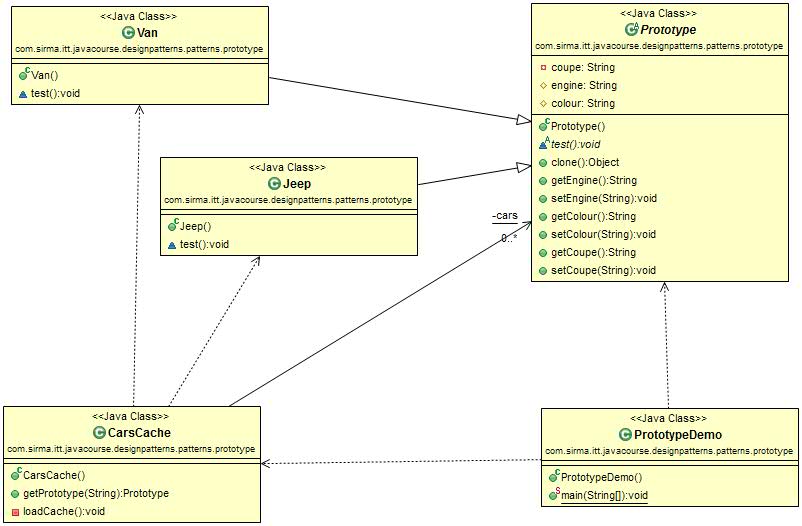 <<Java Class>>
Van
com.sirma.itt.javacourse.designpatterns.patterns.prototype
Van()
test():void
<<Java Class>>
Prototype
com.sirma.itt.javacourse.designpatterns.patterns.prototype
coupe: String
engine: String
colour: String
Prototype()
test():void
clone():Object
getEngine():String
setEngine(String):void
getColour():String
setColour(String):void
getCoupe():String
setCoupe(String):void
<<Java Class>>
Jeep
com.sirma.itt.javacourse.designpatterns.patterns.prototype
Jeep()
test():void
-cars
0..*
<<Java Class>>
CarsCache
com.sirma.itt.javacourse.designpatterns.patterns.prototype
CarsCache()
getPrototype(String):Prototype
loadCache():void
<<Java Class>>
PrototypeDemo
com.sirma.itt.javacourse.designpatterns.patterns.prototype
PrototypeDemo()
main(String[]):void